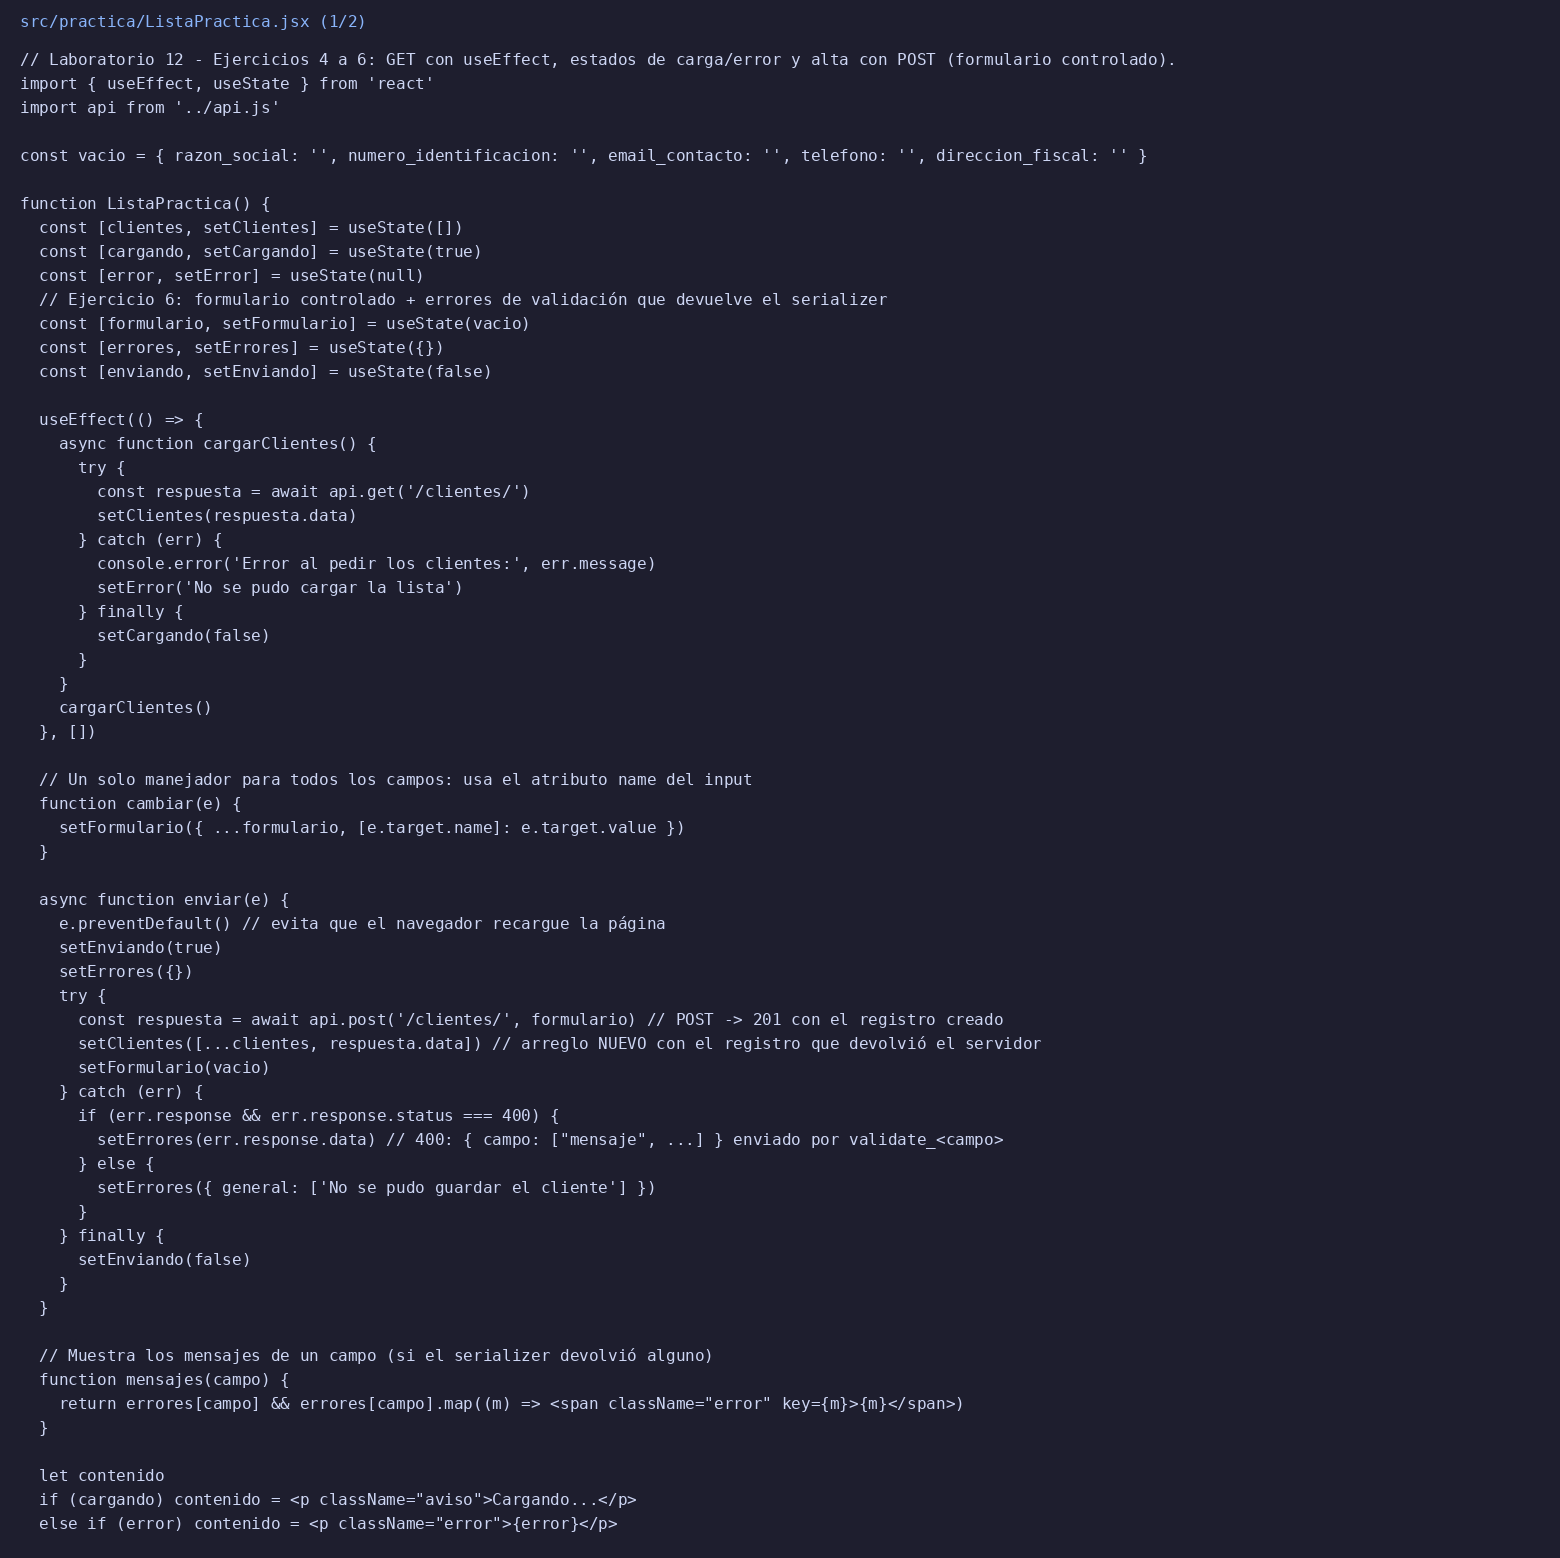 src/practica/ListaPractica.jsx (1/2)
// Laboratorio 12 - Ejercicios 4 a 6: GET con useEffect, estados de carga/error y alta con POST (formulario controlado).
import { useEffect, useState } from 'react'
import api from '../api.js'
const vacio = { razon_social: '', numero_identificacion: '', email_contacto: '', telefono: '', direccion_fiscal: '' }
function ListaPractica() {
  const [clientes, setClientes] = useState([])
  const [cargando, setCargando] = useState(true)
  const [error, setError] = useState(null)
  // Ejercicio 6: formulario controlado + errores de validación que devuelve el serializer
  const [formulario, setFormulario] = useState(vacio)
  const [errores, setErrores] = useState({})
  const [enviando, setEnviando] = useState(false)
  useEffect(() => {
    async function cargarClientes() {
      try {
        const respuesta = await api.get('/clientes/')
        setClientes(respuesta.data)
      } catch (err) {
        console.error('Error al pedir los clientes:', err.message)
        setError('No se pudo cargar la lista')
      } finally {
        setCargando(false)
      }
    }
    cargarClientes()
  }, [])
  // Un solo manejador para todos los campos: usa el atributo name del input
  function cambiar(e) {
    setFormulario({ ...formulario, [e.target.name]: e.target.value })
  }
  async function enviar(e) {
    e.preventDefault() // evita que el navegador recargue la página
    setEnviando(true)
    setErrores({})
    try {
      const respuesta = await api.post('/clientes/', formulario) // POST -> 201 con el registro creado
      setClientes([...clientes, respuesta.data]) // arreglo NUEVO con el registro que devolvió el servidor
      setFormulario(vacio)
    } catch (err) {
      if (err.response && err.response.status === 400) {
        setErrores(err.response.data) // 400: { campo: ["mensaje", ...] } enviado por validate_<campo>
      } else {
        setErrores({ general: ['No se pudo guardar el cliente'] })
      }
    } finally {
      setEnviando(false)
    }
  }
  // Muestra los mensajes de un campo (si el serializer devolvió alguno)
  function mensajes(campo) {
    return errores[campo] && errores[campo].map((m) => <span className="error" key={m}>{m}</span>)
  }
  let contenido
  if (cargando) contenido = <p className="aviso">Cargando...</p>
  else if (error) contenido = <p className="error">{error}</p>